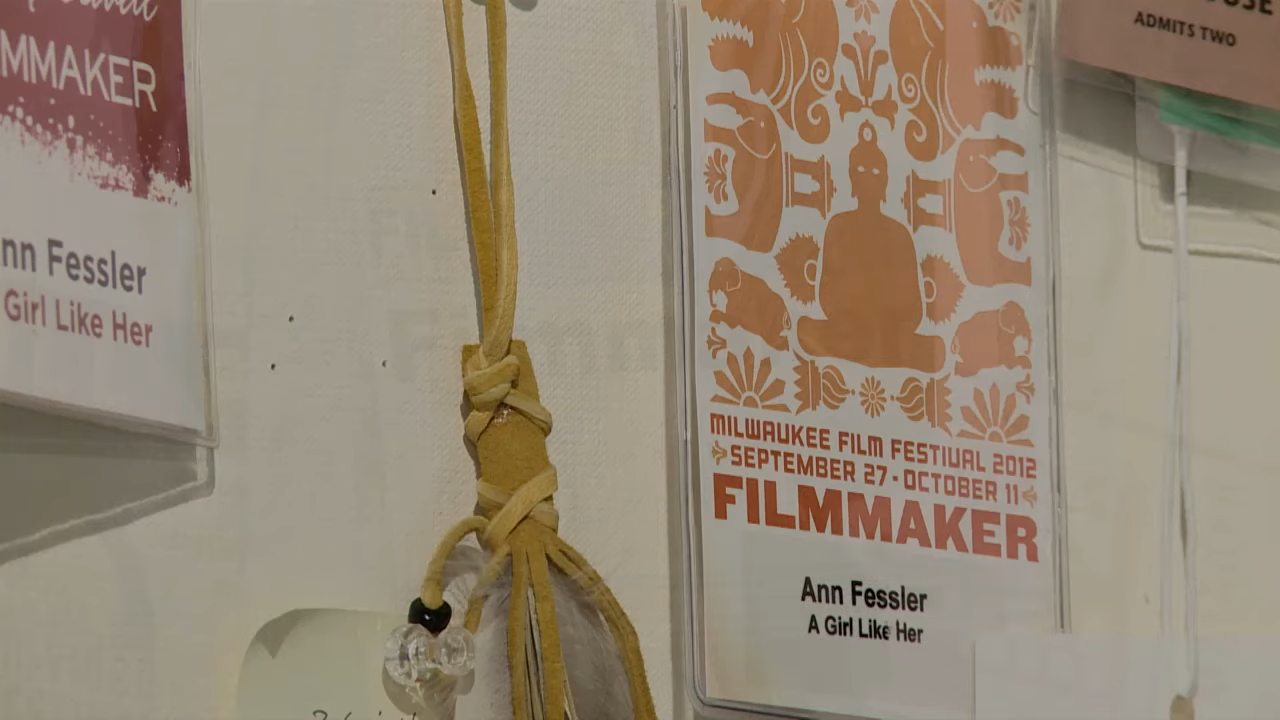 MMAKER
nn Fessler
Girl Like Her
MILWAUKEE FILM FESTIVAL 2012
SEPTEMBER 27 - OCTOBER 11
FILMMAKER
Ann Fessler
A Girl Like Her
USE
ADMITS TWO